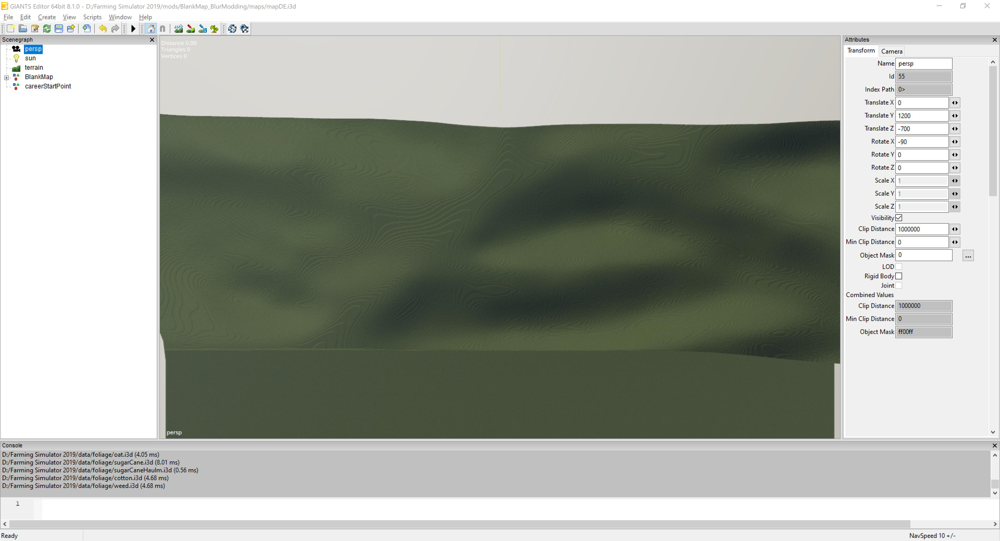 GIANTS Editor 64bit 8.1.0 - D:/Farming Simulator 2019/mods/BlankMap_BlurModding/maps/mapDE.i3d
File Edit Create View Scripts Window Help
Scenegraph
persp
sun
terrain
BlankMap
careerStartPoint
Distance 0.00
Triangles 0
Vertices 0
persp
Attributes
Transform Camera
Name persp
Id 55
Index Path 0>
Translate X 0
Translate Y 1200
Translate Z -700
Rotate X -90
Rotate Y 0
Rotate Z 0
Scale X 1
Scale Y 1
Scale Z 1
Visibility
Clip Distance 1000000
Min Clip Distance 0
Object Mask 0 ...
LOD
Rigid Body
Joint
Combined Values
Clip Distance 1000000
Min Clip Distance 0
Object Mask ff00ff
Console
D:/Farming Simulator 2019/data/foliage/oat.i3d (4.05 ms)
D:/Farming Simulator 2019/data/foliage/sugarCane.i3d (8.01 ms)
D:/Farming Simulator 2019/data/foliage/sugarCaneHaulm.i3d (0.56 ms)
D:/Farming Simulator 2019/data/foliage/cotton.i3d (4.68 ms)
D:/Farming Simulator 2019/data/foliage/weed.i3d (4.68 ms)
1
Ready
NavSpeed 10 +/-